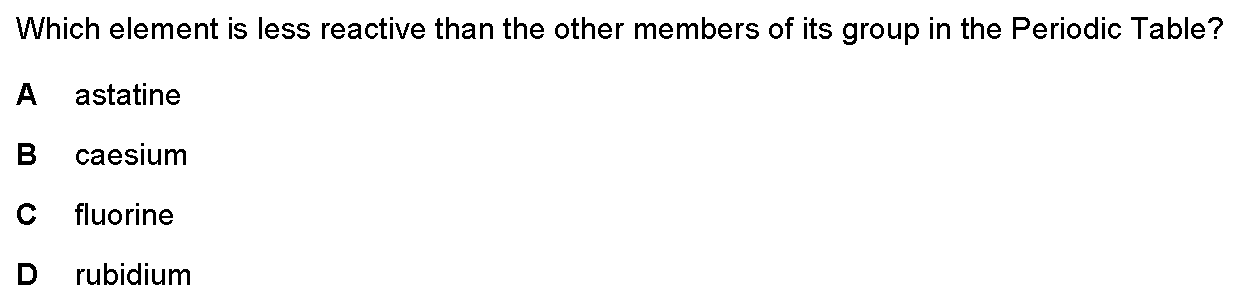 Which element is less reactive than the other members of its group in the Periodic Table?
A astatine
B caesium
C fluorine
D rubidium